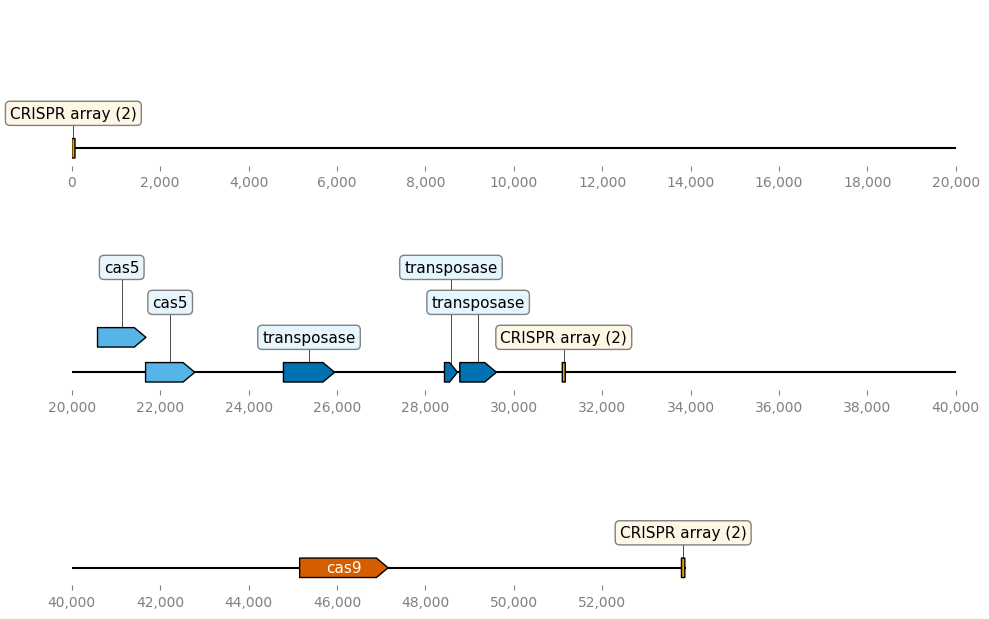 CRISPR array (2)
0 2,000 4,000 6,000 8,000 10,000 12,000 14,000 16,000 18,000 20,000
cas5 transposase
cas5 transposase
transposase CRISPR array (2)
20,000 22,000 24,000 26,000 28,000 30,000 32,000 34,000 36,000 38,000 40,000
CRISPR array (2)
cas9
40,000 42,000 44,000 46,000 48,000 50,000 52,000